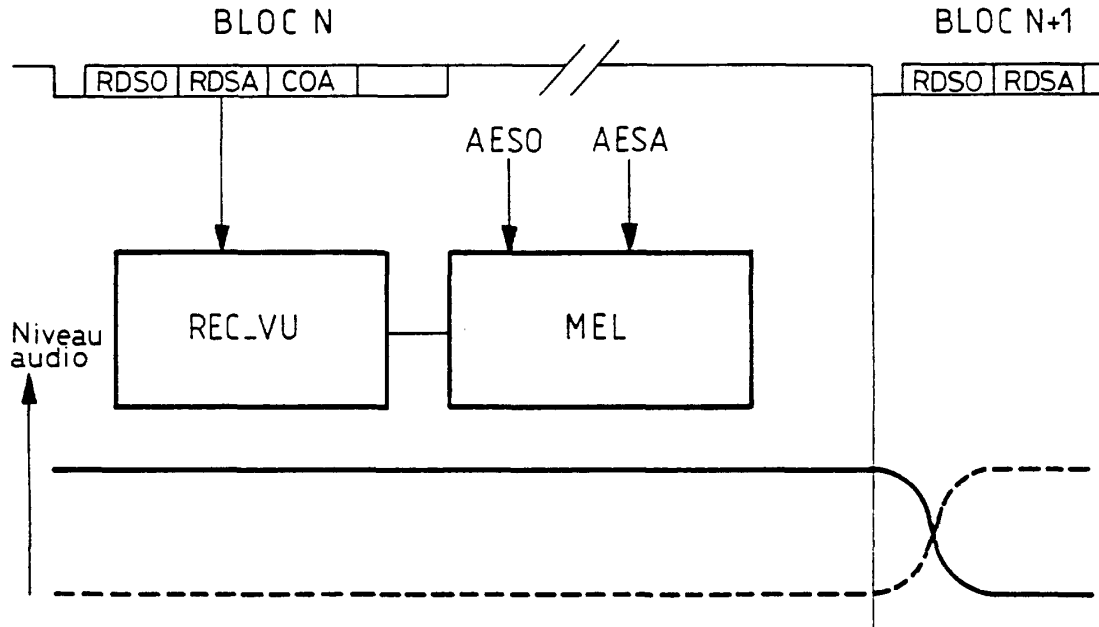 BLOC N
BLOC N+1
RDSO RDSA COA
RDSO RDSA
AESO AESA
REC_VU
MEL
Niveau
audio